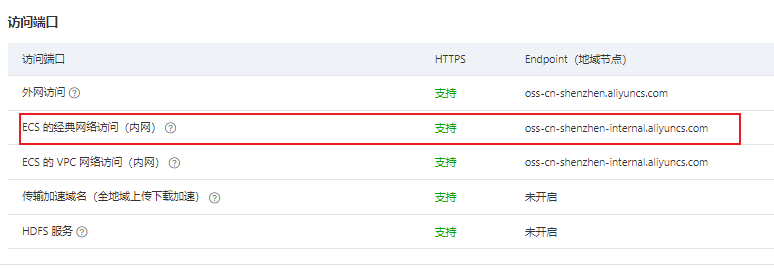 访问端口
访问端口 HTTPS Endpoint（地域节点）
外网访问 支持 oss-cn-shenzhen.aliyuncs.com
ECS 的经典网络访问（内网） 支持 oss-cn-shenzhen-internal.aliyuncs.com
ECS 的 VPC 网络访问（内网） 支持 oss-cn-shenzhen-internal.aliyuncs.com
传输加速域名（全地域上传下载加速） 支持 未开启
HDFS 服务 支持 未开启